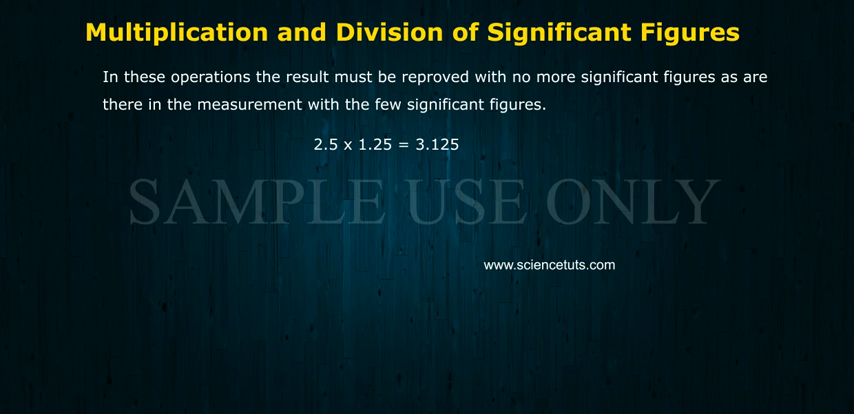 Multiplication and Division of Significant Figures
In these operations the result must be reproved with no more significant figures as are
there in the measurement with the few significant figures.
2.5 x 1.25 = 3.125
SAMPLE USE ONLY
www.sciencetuts.com